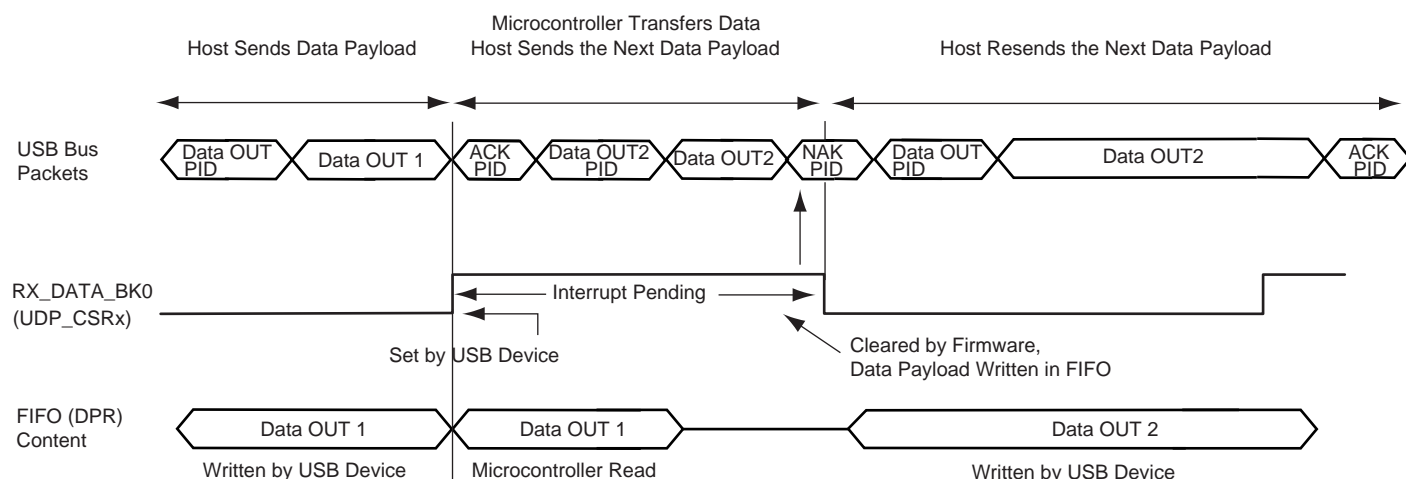 Microcontroller Transfers Data
Host Sends Data Payload
Host Sends the Next Data Payload
Host Resends the Next Data Payload
USB Bus
Packets
Data OUT
PID
Data OUT 1
ACK
PID
Data OUT2
PID
Data OUT2
NAK
PID
Data OUT
PID
Data OUT2
ACK
PID
RX_DATA_BK0
(UDP_CSRx)
Interrupt Pending
Set by USB Device
Cleared by Firmware,
Data Payload Written in FIFO
FIFO (DPR)
Content
Data OUT 1
Data OUT 1
Data OUT 2
Written by USB Device
Microcontroller Read
Written by USB Device